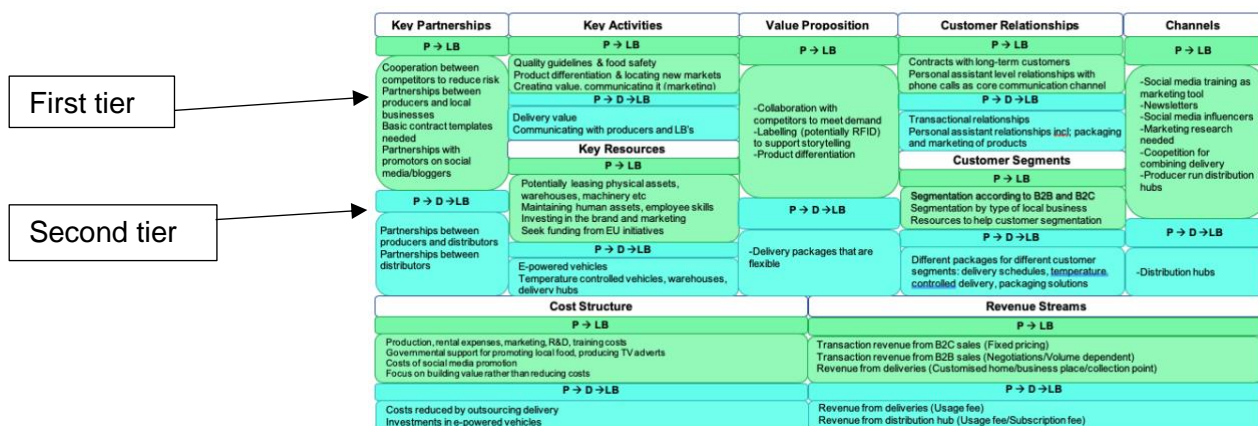 First tier
Second tier
Key Partnerships
P → LB
Cooperation between
competitors to reduce risk
Partnerships between
producers and local
businesses
Basic contract templates
needed
Partnerships with
promotors on social
media/bloggers
P → D →LB
Partnerships between
producers and distributors
Partnerships between
distributors
Key Activities
P → LB
Quality guidelines & food safety
Product differentiation & locating new markets
Creating value, communicating it (marketing)
P → D →LB
Delivery value
Communicating with producers and LB's
Key Resources
P → LB
Potentially leasing physical assets,
warehouses, machinery etc
Maintaining human assets, employee skills
Investing in the brand and marketing
Seek funding from EU initiatives
P → D →LB
E-powered vehicles
Temperature controlled vehicles, warehouses,
delivery hubs
Value Proposition
P → LB
-Collaboration with
competitors to meet demand
-Labelling (potentially RFID)
to support storytelling
-Product differentiation
P → D →LB
-Delivery packages that are
flexible
Customer Relationships
P → LB
Contracts with long-term customers
Personal assistant level relationships with
phone calls as core communication channel
P → D →LB
Transactional relationships
Personal assistant relationships incl; packaging
and marketing of products
Customer Segments
P → LB
Segmentation according to B2B and B2C
Segmentation by type of local business
Resources to help customer segmentation
P → D →LB
Different packages for different customer
segments: delivery schedules, temperature
controlled delivery, packaging solutions
Channels
P → LB
-Social media training as
marketing tool
-Newsletters
-Social media influencers
-Marketing research
needed
-Coopetition for
combining delivery
-Producer run distribution
hubs
P → D →LB
-Distribution hubs
Cost Structure
P → LB
Production, rental expenses, marketing, R&D, training costs
Governmental support for promoting local food, producing TV adverts
Costs of social media promotion
Focus on building value rather than reducing costs
P → D →LB
Costs reduced by outsourcing delivery
Investments in e-powered vehicles
Revenue Streams
P → LB
Transaction revenue from B2C sales (Fixed pricing)
Transaction revenue from B2B sales (Negotiations/Volume dependent)
Revenue from deliveries (Customised home/business place/collection point)
P → D →LB
Revenue from deliveries (Usage fee)
Revenue from distribution hub (Usage fee/Subscription fee)